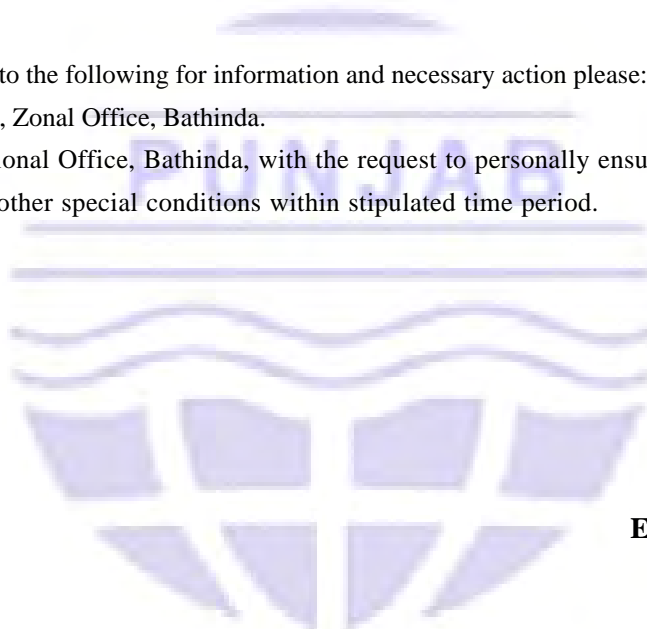 to the following for information and necessary action please:
, Zonal Office, Bathinda.
ional Office, Bathinda, with the request to personally ensu
other special conditions within stipulated time period.
PUNJAB
E